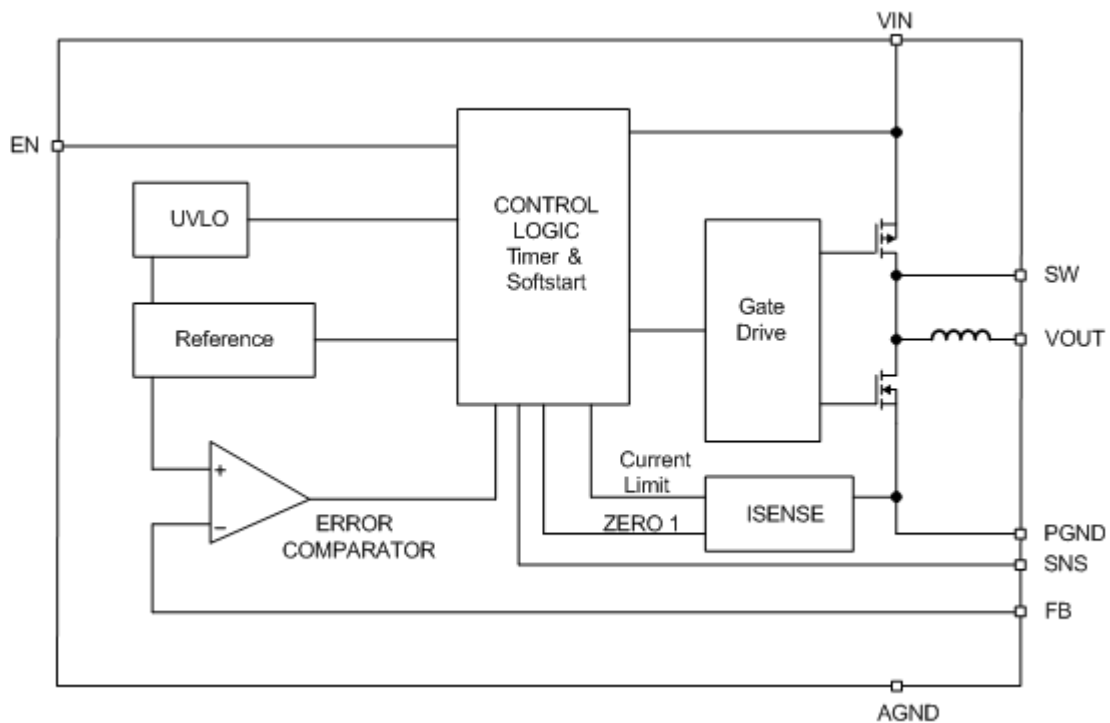 VIN
EN
UVLO
CONTROL
LOGIC
Timer &
Softstart
Reference
Gate
Drive
SW
VOUT
+
−
ERROR
COMPARATOR
Current
Limit
ZERO 1
ISENSE
PGND
SNS
FB
AGND